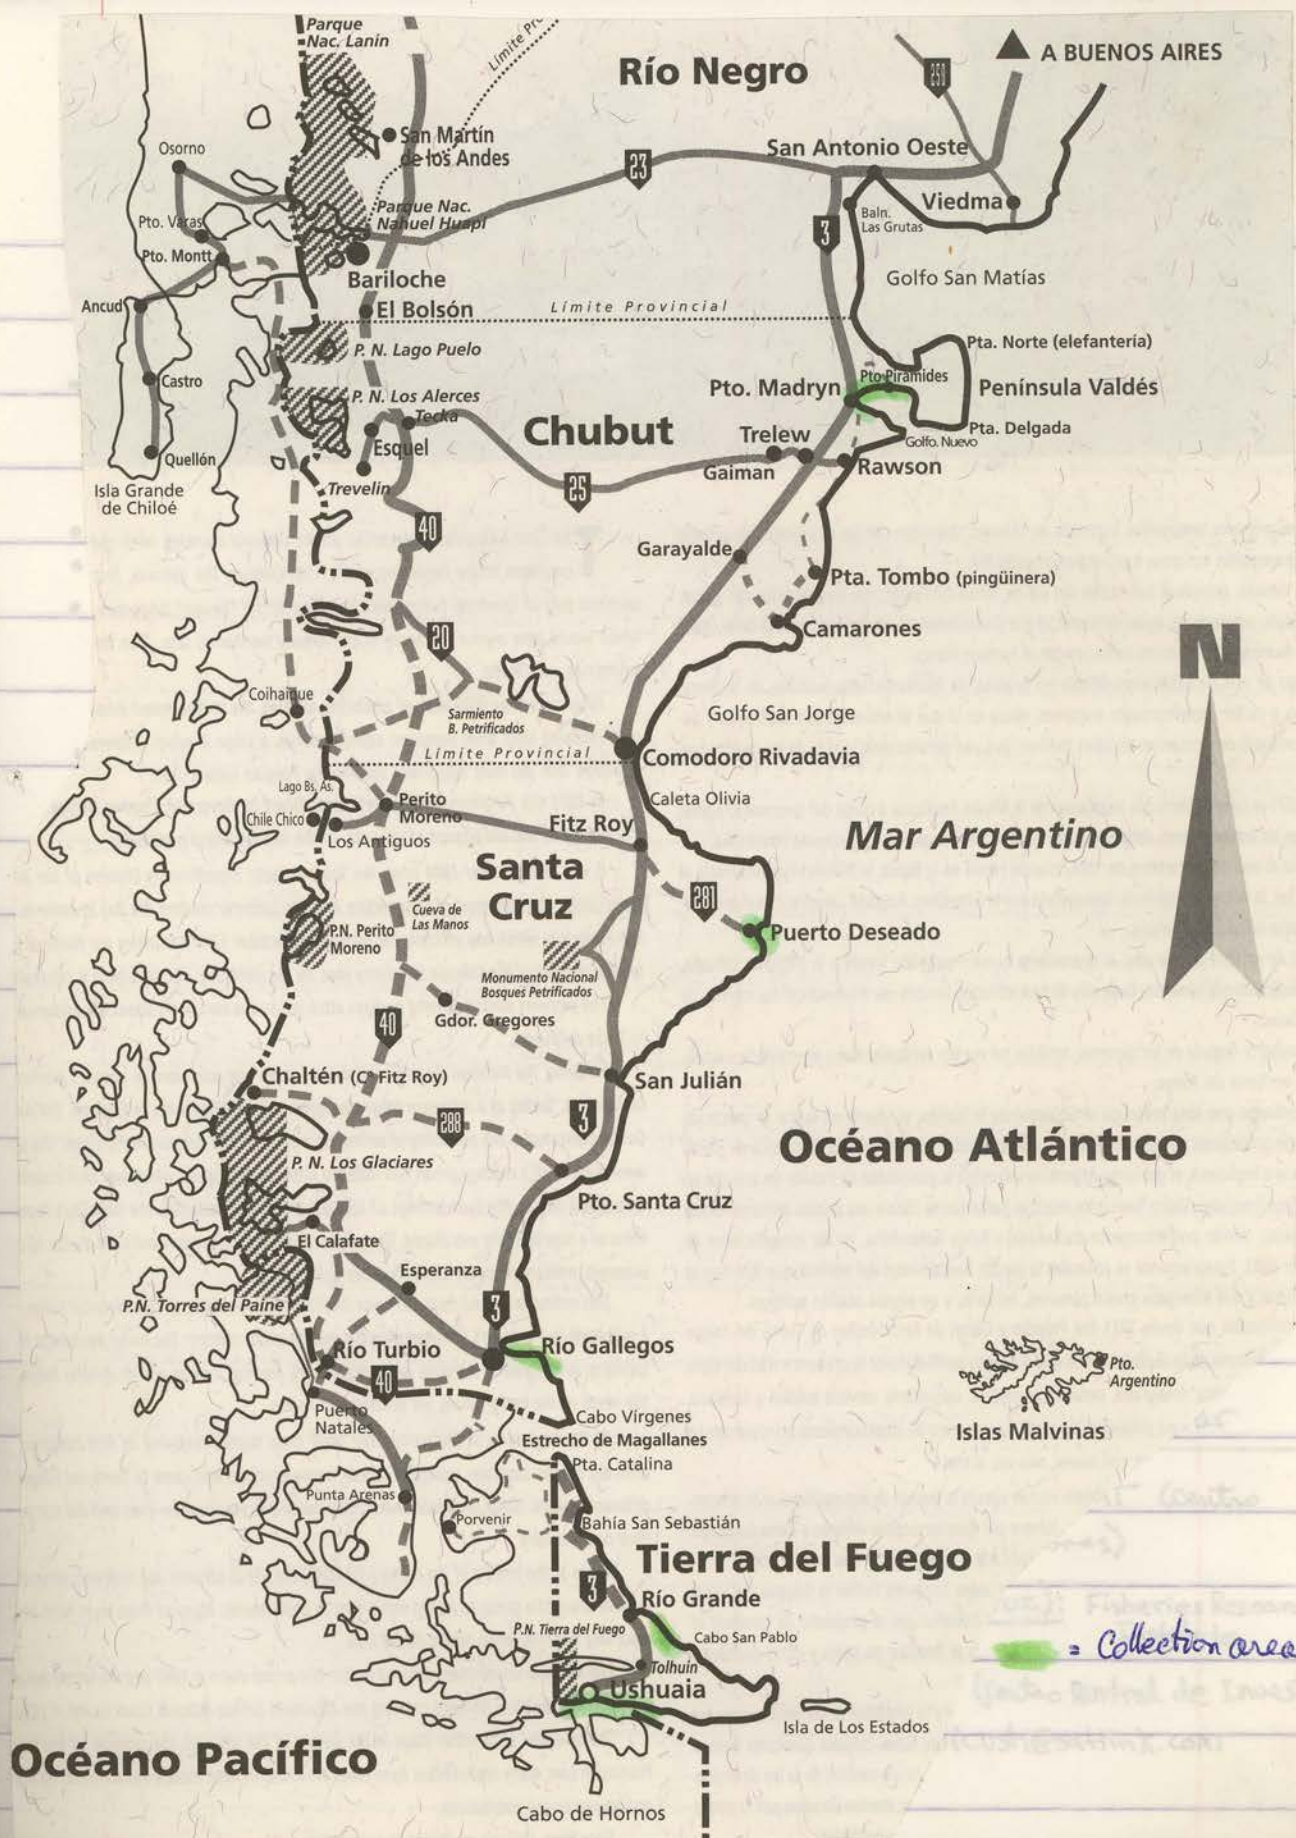 Parque
Nac. Lanín
Límite Pro
Río Negro
250
A BUENOS AIRES
San Martín
de los Andes
Osorno
23
San Antonio Oeste
Pto. Varas
Parque Nac.
Nahuel Huapi
3
Baln.
Las Grutas
Viedma
Pto. Montt
Bariloche
Golfo San Matías
Ancud
El Bolsón
Límite Provincial
P. N. Lago Puelo
Pta. Norte (elefantería)
Castro
P. N. Los Alerces
Pto. Madryn
Pto Pirámides
Península Valdés
Tecka
Chubut
Trelew
Pta. Delgada
Golfo. Nuevo
Quellón
Esquel
Gaiman
Rawson
Isla Grande
de Chiloé
Trevelin
25
40
Garayalde
Pta. Tombo (pingüinera)
20
Camarones
N
Coihaique
Sarmiento
B. Petrificados
Golfo San Jorge
Límite Provincial
Comodoro Rivadavia
Lago Bs. As.
Perito
Moreno
Caleta Olivia
Chile Chico
Los Antiguos
Fitz Roy
Mar Argentino
Santa
Cruz
Cueva de
Las Manos
281
P.N. Perito
Moreno
Puerto Deseado
Monumento Nacional
Bosques Petrificados
40
Gdor. Gregores
Chaltén (Cº Fitz Roy)
San Julián
288
3
Océano Atlántico
P. N. Los Glaciares
Pto. Santa Cruz
El Calafate
Esperanza
P.N. Torres del Paine
3
Río Turbio
Río Gallegos
40
Pto.
Argentino
Puerto
Natales
Cabo Vírgenes
Islas Malvinas
Estrecho de Magallanes
Pta. Catalina
Punta Arenas
Porvenir
Bahía San Sebastián
Tierra del Fuego
3
Río Grande
P.N. Tierra del Fuego
Cabo San Pablo
= Collection area
Tolhuin
Ushuaia
Isla de Los Estados
Océano Pacífico
Cabo de Hornos